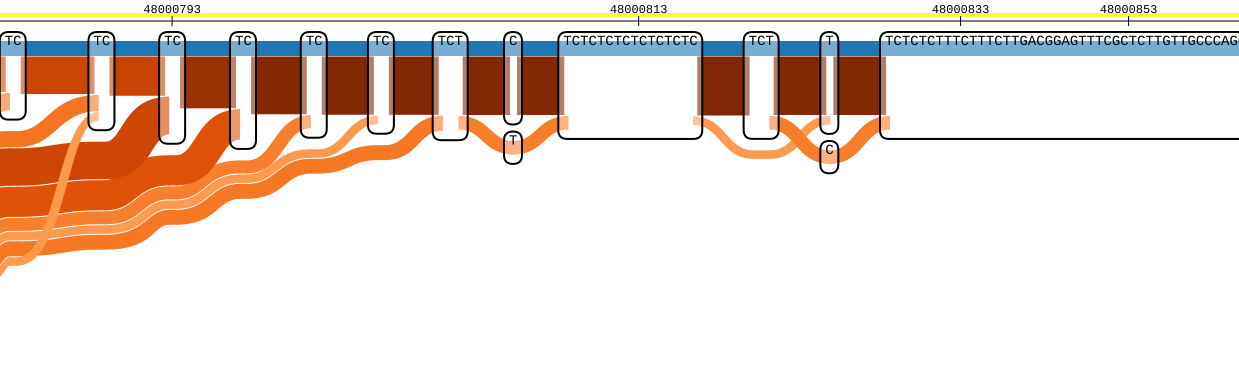 48000793 48000813 48000833 48000853
TC TC TC TC TC TC TCT C TCTCTCTCTCTCTCTC TCT T TCTCTCTTTCTTTCTTGACGGAGTTTCGCTCTTGTTGCCCAG
T C